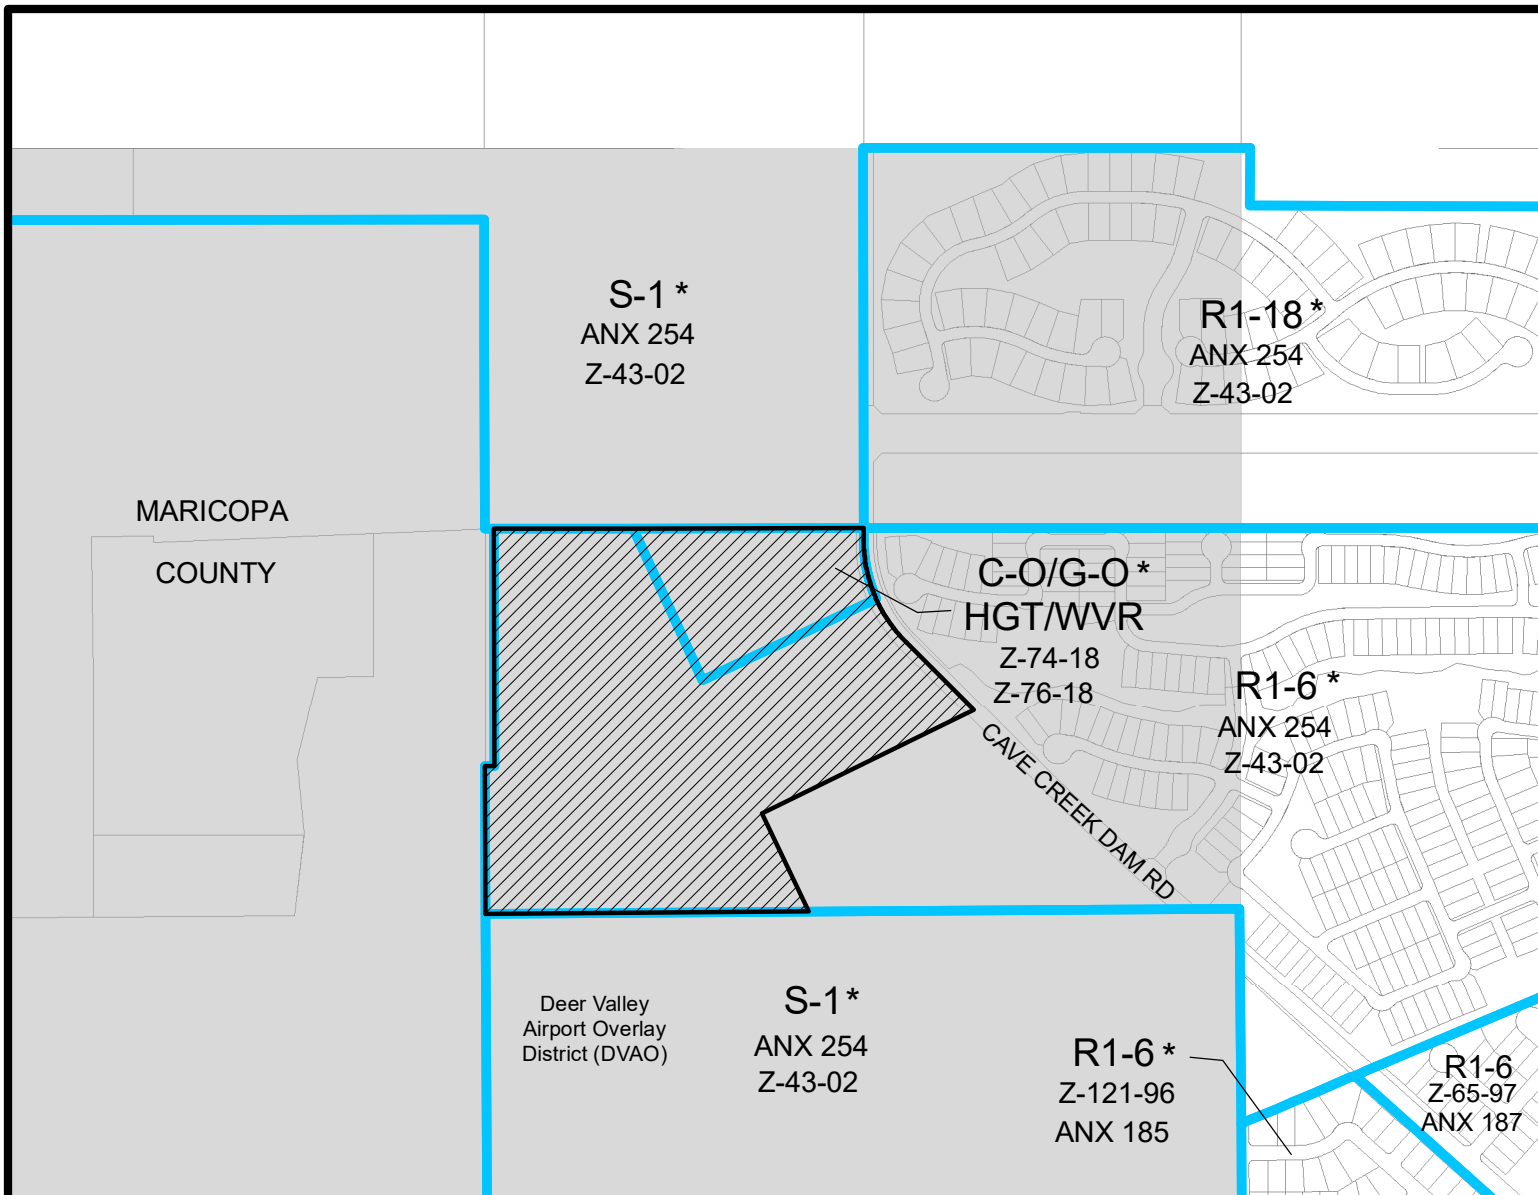 S-1 *
ANX 254
Z-43-02
R1-18 *
ANX 254
Z-43-02
MARICOPA
COUNTY
C-O/G-O *
HGT/WVR
Z-74-18
Z-76-18
R1-6 *
ANX 254
Z-43-02
CAVE CREEK DAM RD
Deer Valley
Airport Overlay
District (DVAO)
S-1 *
ANX 254
Z-43-02
R1-6 *
Z-121-96
ANX 185
R1-6
Z-65-97
ANX 187